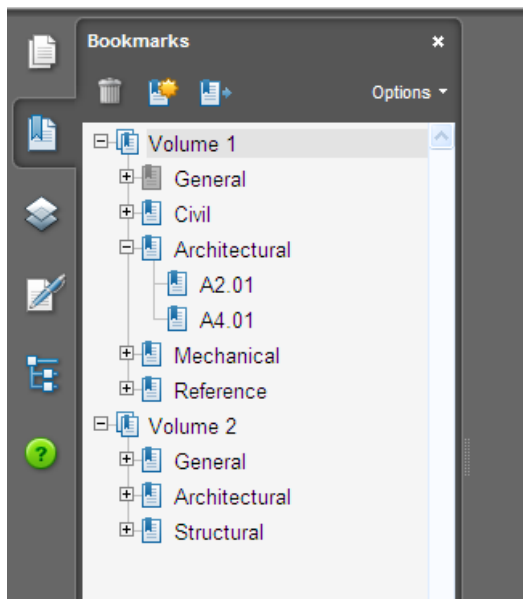 Bookmarks
Options
Volume 1
General
Civil
Architectural
A2.01
A4.01
Mechanical
Reference
Volume 2
General
Architectural
Structural